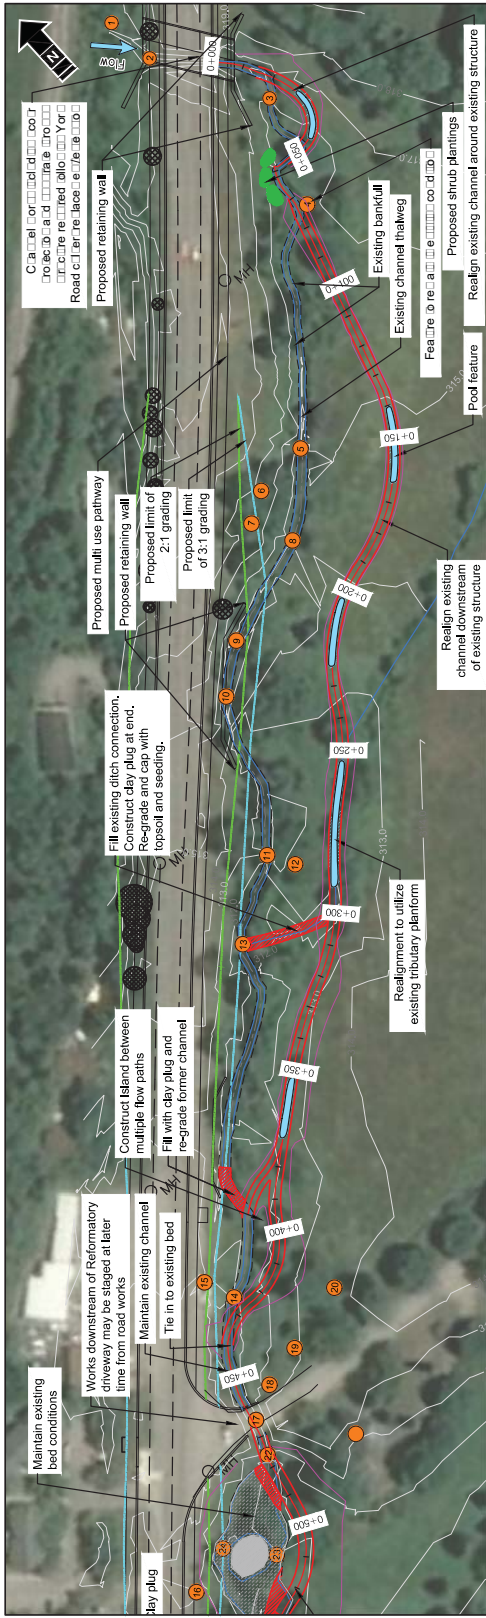 N
Flow
1
2
3
4
5
6
7
8
9
10
11
12
13
14
15
16
17
18
19
20
22
23
24
Proposed retaining wall
0+000
0+050
0+100
0+150
0+200
0+250
0+300
0+350
0+400
0+450
0+500
Realign existing channel around existing structure
Proposed shrub plantings
Existing bankfull
Existing channel thalweg
Pool feature
Proposed multi use pathway
Proposed retaining wall
Proposed limit of
2:1 grading
Proposed limit
of 3:1 grading
Realign existing
channel downstream
of existing structure
Fill existing ditch connection.
Construct clay plug at end.
Re-grade and cap with
topsoil and seeding.
Realignment to utilize
existing tributary planform
Construct Island between
multiple flow paths
Fill with clay plug and
re-grade former channel
Works downstream of Reformatory
driveway may be staged at later
time from road works
Maintain existing channel
Tie in to existing bed
Maintain existing
bed conditions
clay plug
MH
MH
MH
MH
315.0
313.0